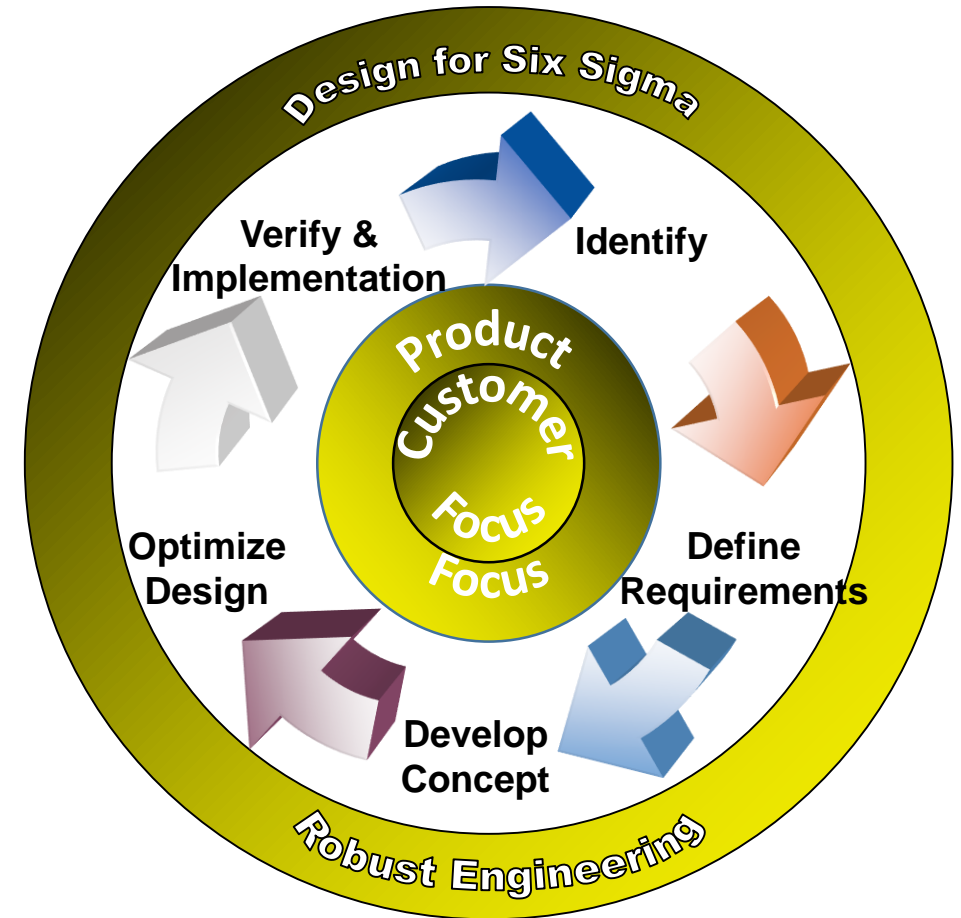 Design for Six Sigma
Identify
Define
Requirements
Develop
Concept
Optimize
Design
Verify &
Implementation
Product
Customer
Focus
Focus
Robust Engineering